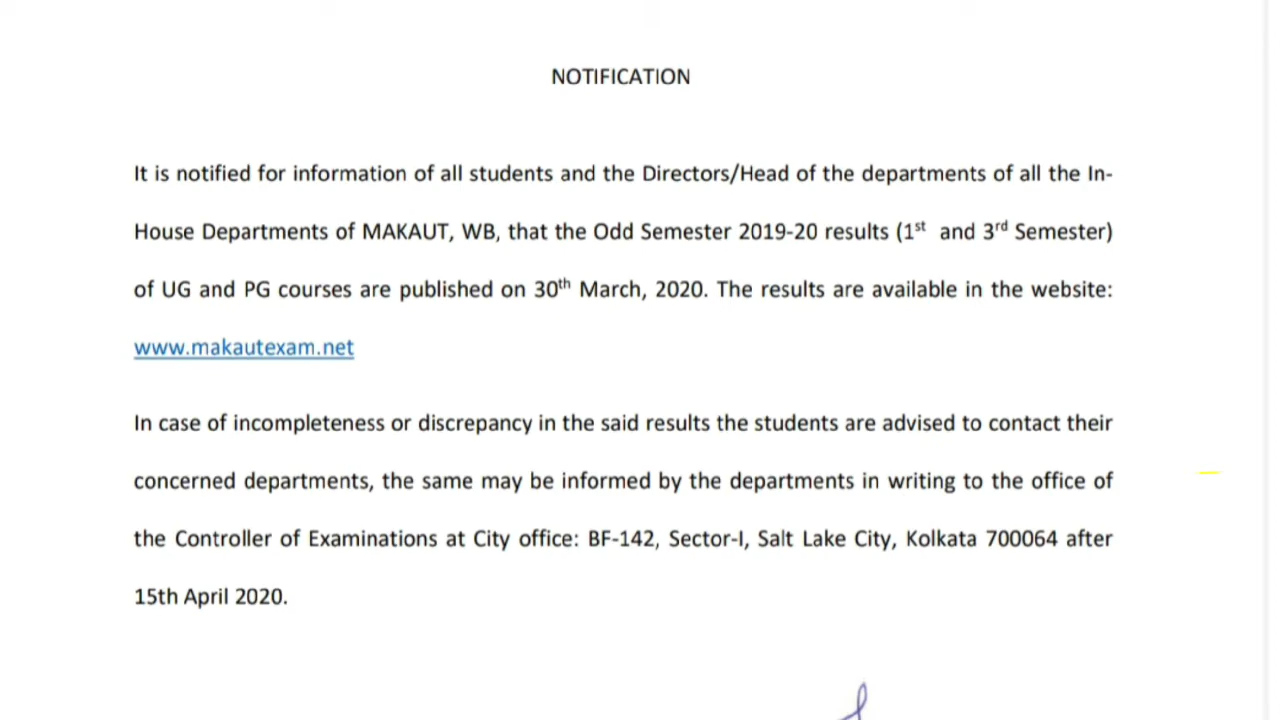 NOTIFICATION
It is notified for information of all students and the Directors/Head of the departments of all the In-
House Departments of MAKAUT, WB, that the Odd Semester 2019-20 results (1st and 3rd Semester)
of UG and PG courses are published on 30th March, 2020. The results are available in the website:
www.makautexam.net
In case of incompleteness or discrepancy in the said results the students are advised to contact their
concerned departments, the same may be informed by the departments in writing to the office of
the Controller of Examinations at City office: BF-142, Sector-I, Salt Lake City, Kolkata 700064 after
15th April 2020.